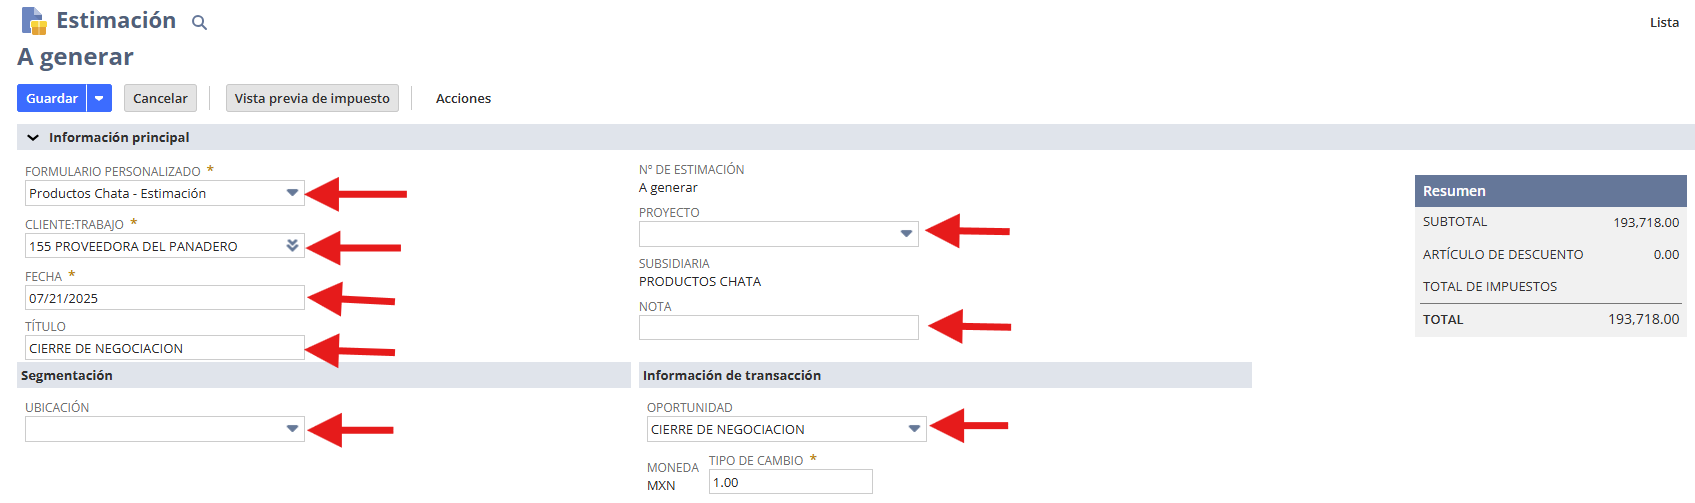 Estimación
Lista
A generar
Guardar
Cancelar
Vista previa de impuesto
Acciones
Información principal
FORMULARIO PERSONALIZADO *
Productos Chata - Estimación
CLIENTE:TRABAJO *
155 PROVEEDORA DEL PANADERO
FECHA *
07/21/2025
TÍTULO
CIERRE DE NEGOCIACION
Nº DE ESTIMACIÓN
A generar
PROYECTO
SUBSIDIARIA
PRODUCTOS CHATA
NOTA
Resumen
SUBTOTAL 193,718.00
ARTÍCULO DE DESCUENTO 0.00
TOTAL DE IMPUESTOS
TOTAL 193,718.00
Segmentación
UBICACIÓN
Información de transacción
OPORTUNIDAD
CIERRE DE NEGOCIACION
MONEDA
MXN
TIPO DE CAMBIO *
1.00